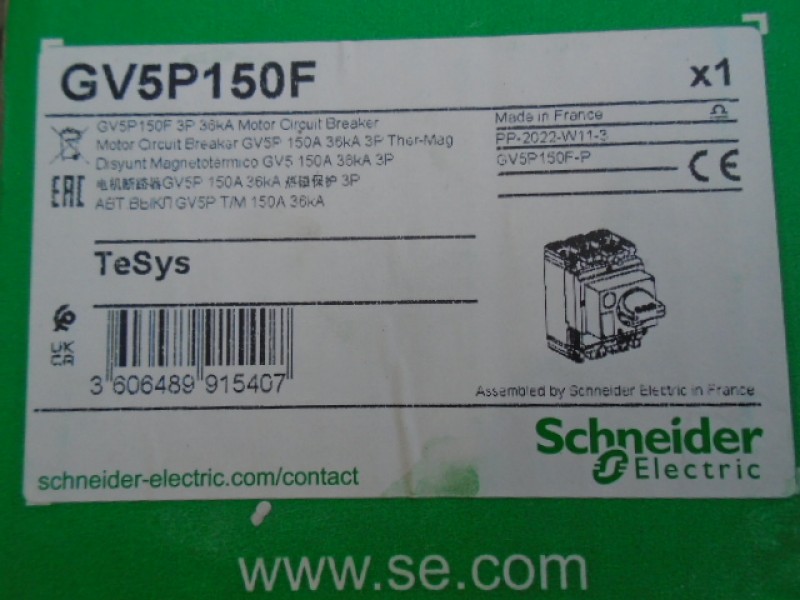 GV5P150F
x1
GV5P150F 3P 36kA Motor Circuit Breaker
Motor Circuit Breaker GV5P 150A 36kA 3P Ther-Mag
Disyunt Magnetotérmico GV5 150A 36kA 3P
电机断路器GV5P 150A 36kA 热磁保护 3P
АВТ.ВЫКЛ GV5P T/M 150A 36kA
Made in France
PP-2022-W11-3
GV5P150F-P
CE
EAC
TeSys
UK
CA
3 606489 915407
Assembled by Schneider Electric in France
schneider-electric.com/contact
Schneider
Electric
www.se.com